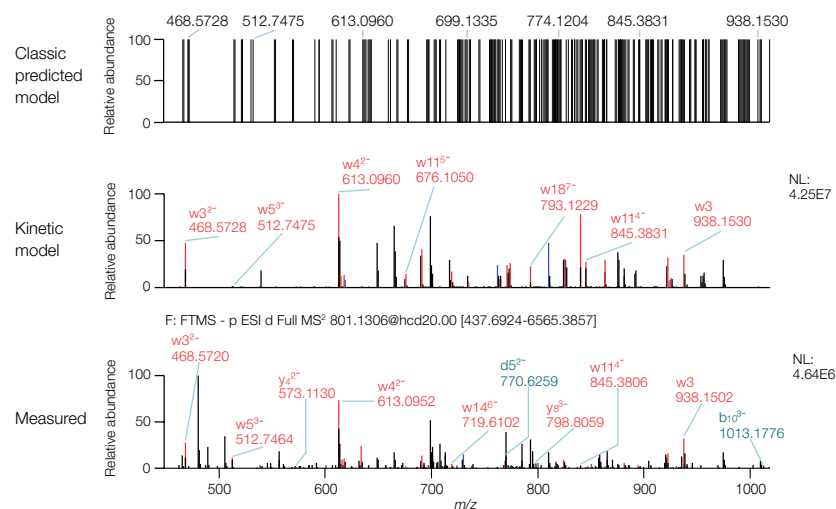 468.5728 512.7475 613.0960 699.1335 774.1204 845.3831 938.1530
Classic
predicted
model
Relative abundance
100
50
0
Kinetic
model
Relative abundance
100
50
0
w3²⁻
468.5728
w5³⁻
512.7475
w4²⁻
613.0960
w11⁵⁻
676.1050
w18⁷⁻
793.1229
w11⁴⁻
845.3831
w3
938.1530
NL:
4.25E7
F: FTMS - p ESI d Full MS² 801.1306@hcd20.00 [437.6924-6565.3857]
Measured
Relative abundance
100
50
0
w3²⁻
468.5720
w5³⁻
512.7464
y₄²⁻
573.1130
w4²⁻
613.0952
w14⁶⁻
719.6102
d5²⁻
770.6259
y₈³⁻
798.8059
w11⁴⁻
845.3806
w3
938.1502
b₁₀³⁻
1013.1776
NL:
4.64E6
500 600 700 800 900 1000
m/z